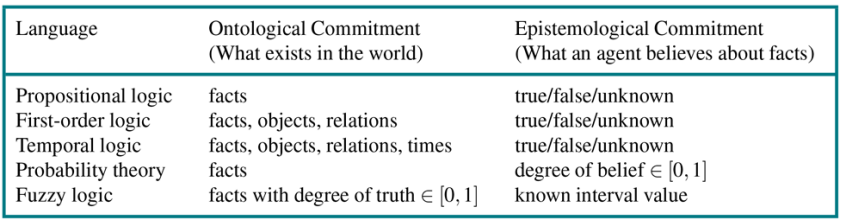 Language Ontological Commitment Epistemological Commitment
(What exists in the world) (What an agent believes about facts)
Propositional logic facts true/false/unknown
First-order logic facts, objects, relations true/false/unknown
Temporal logic facts, objects, relations, times true/false/unknown
Probability theory facts degree of belief ∈ [0, 1]
Fuzzy logic facts with degree of truth ∈ [0, 1] known interval value